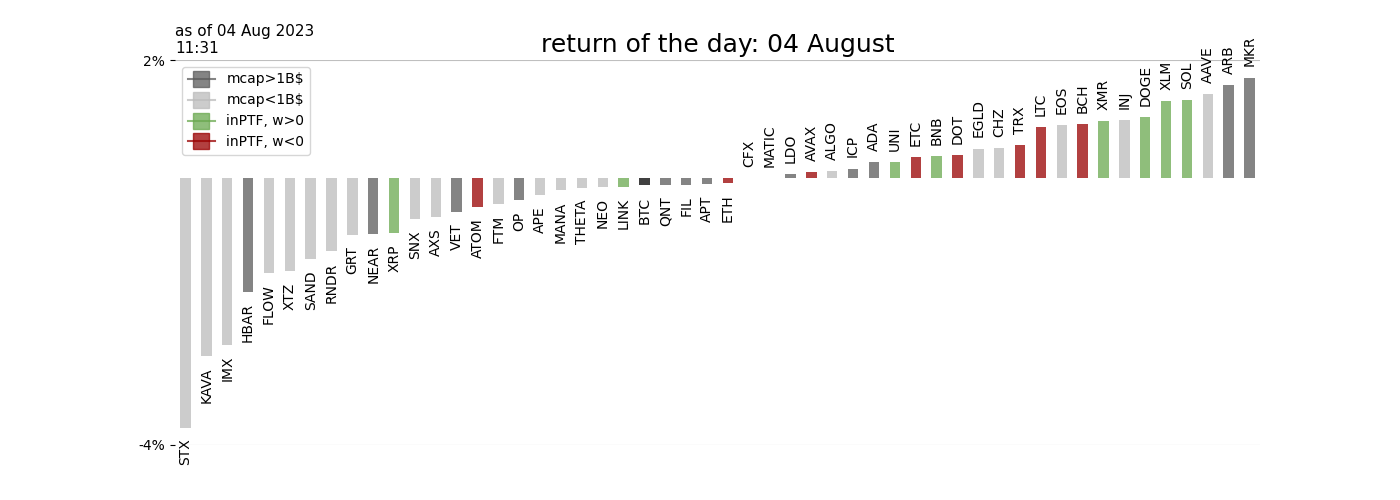 as of 04 Aug 2023
11:31
return of the day: 04 August
2%
mcap>1B$
mcap<1B$
inPTF, w>0
inPTF, w<0
-4%
STX
KAVA
IMX
HBAR
FLOW
XTZ
SAND
RNDR
GRT
NEAR
XRP
SNX
AXS
VET
ATOM
FTM
OP
APE
MANA
THETA
NEO
LINK
BTC
QNT
FIL
APT
ETH
CFX
MATIC
LDO
AVAX
ALGO
ICP
ADA
UNI
ETC
BNB
DOT
EGLD
CHZ
TRX
LTC
EOS
BCH
XMR
INJ
DOGE
XLM
SOL
AAVE
ARB
MKR